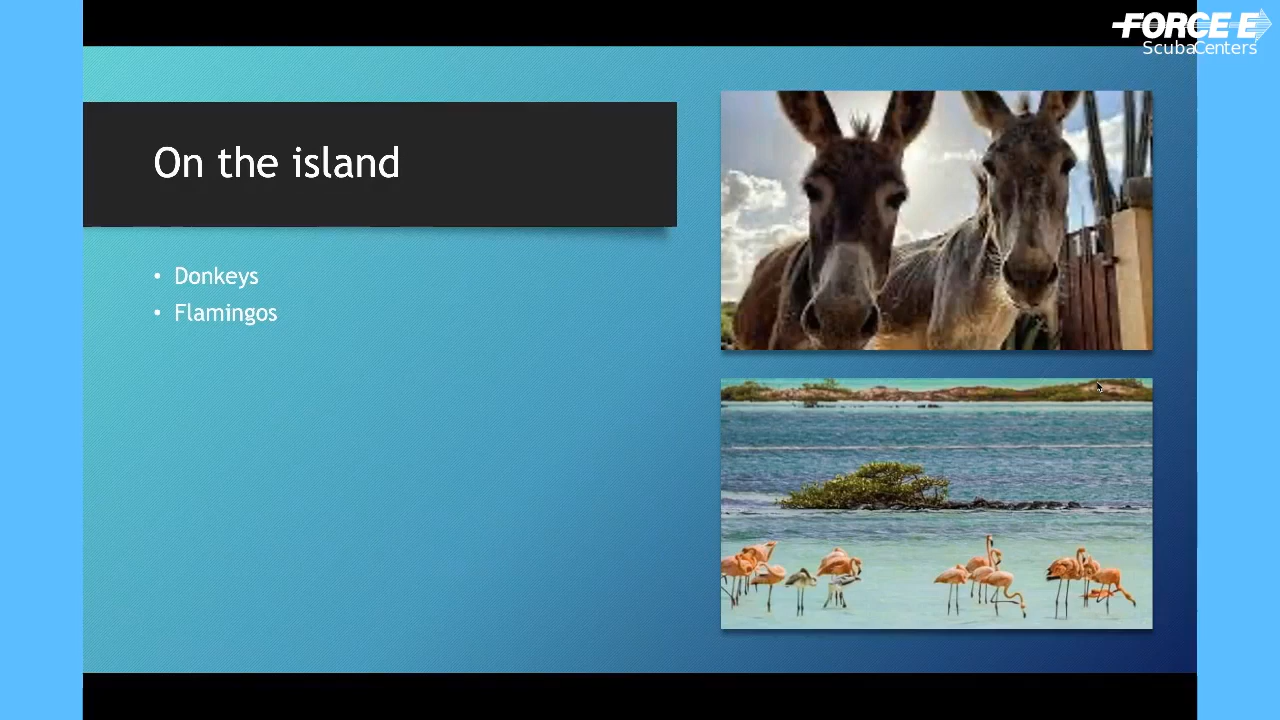 FORCE-E
ScubaCenters
On the island
• Donkeys
• Flamingos